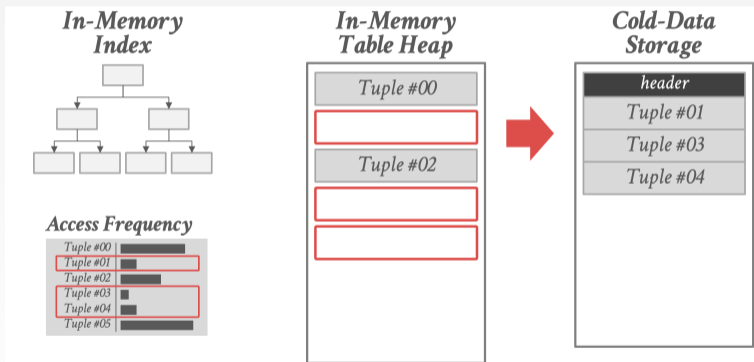 In-Memory
Index
Access Frequency
Tuple #00
Tuple #01
Tuple #02
Tuple #03
Tuple #04
Tuple #05
In-Memory
Table Heap
Tuple #00
Tuple #02
Cold-Data
Storage
header
Tuple #01
Tuple #03
Tuple #04